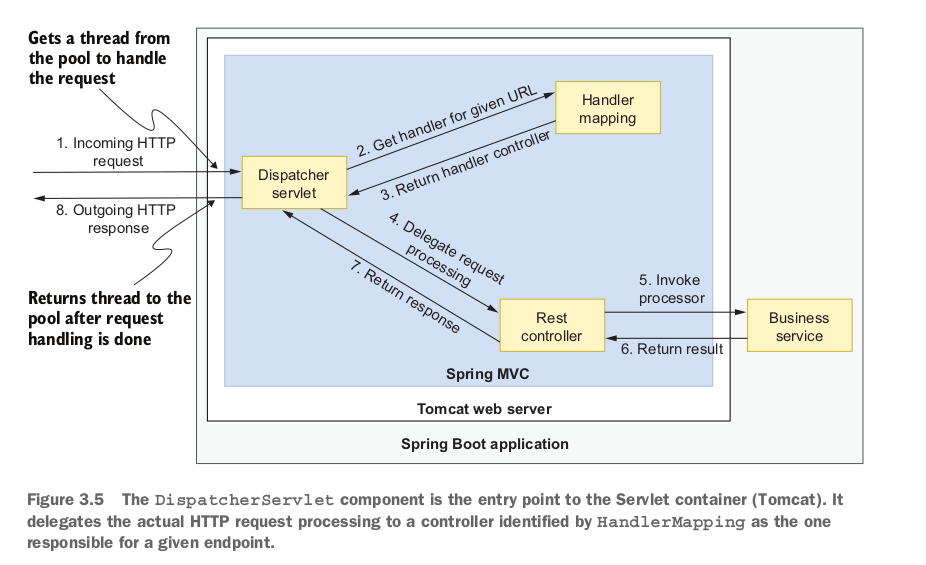 Gets a thread from
the pool to handle
the request
1. Incoming HTTP
request
8. Outgoing HTTP
response
Returns thread to the
pool after request
handling is done
Dispatcher
servlet
2. Get handler for given URL
3. Return handler controller
Handler
mapping
4. Delegate request
processing
7. Return response
Rest
controller
5. Invoke
processor
6. Return result
Business
service
Spring MVC
Tomcat web server
Spring Boot application
Figure 3.5 The DispatcherServlet component is the entry point to the Servlet container (Tomcat). It
delegates the actual HTTP request processing to a controller identified by HandlerMapping as the one
responsible for a given endpoint.